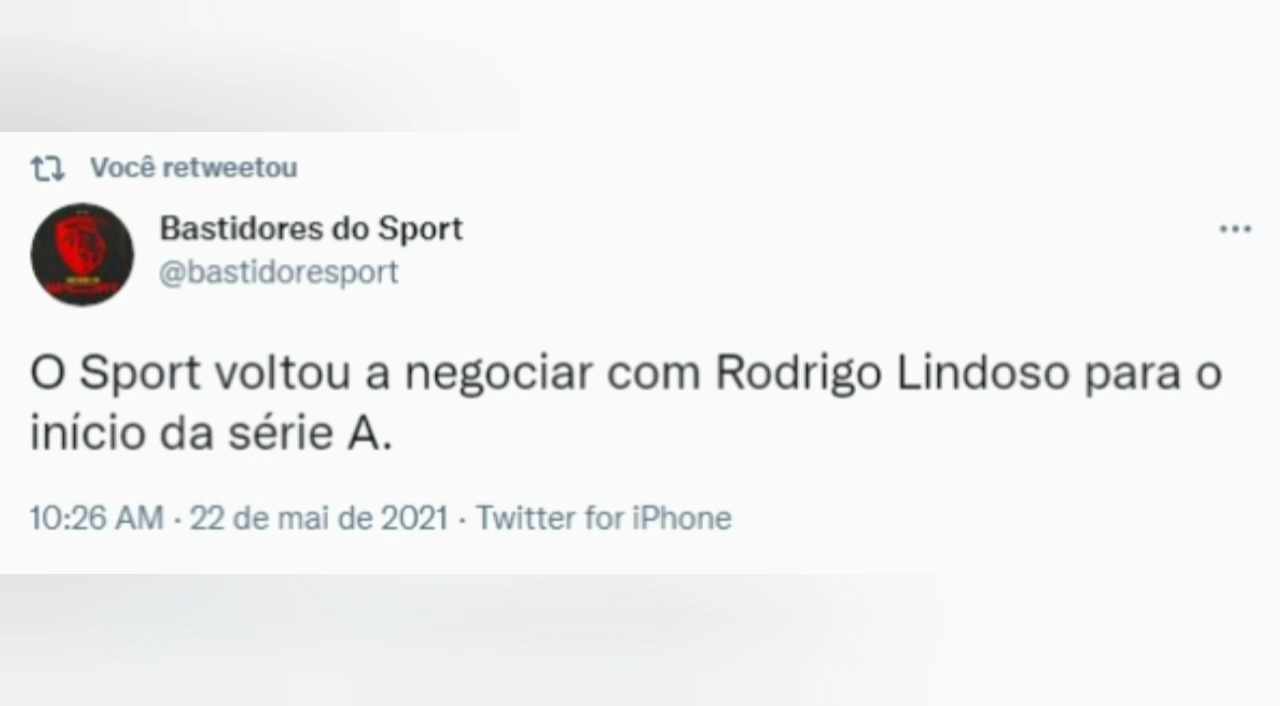 Você retweetou
Bastidores do Sport
@bastidoresport
O Sport voltou a negociar com Rodrigo Lindoso para o
início da série A.
10:26 AM · 22 de mai de 2021 · Twitter for iPhone